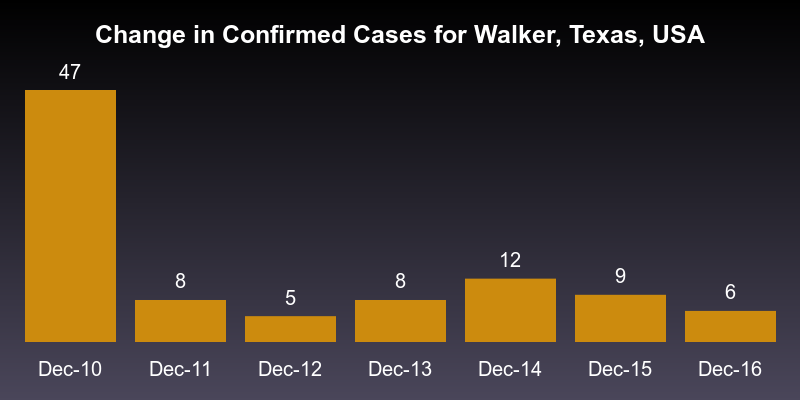 Change in Confirmed Cases for Walker, Texas, USA
47
8
5
8
12
9
6
Dec-10
Dec-11
Dec-12
Dec-13
Dec-14
Dec-15
Dec-16